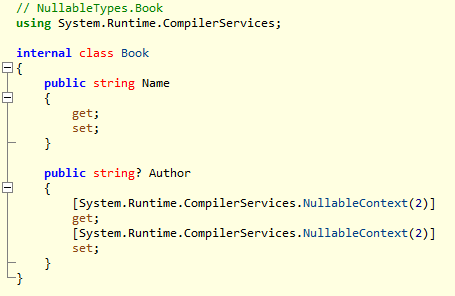 // NullableTypes.Book
using System.Runtime.CompilerServices;
internal class Book
{
public string Name
{
get;
set;
}
public string? Author
{
[System.Runtime.CompilerServices.NullableContext(2)]
get;
[System.Runtime.CompilerServices.NullableContext(2)]
set;
}
}